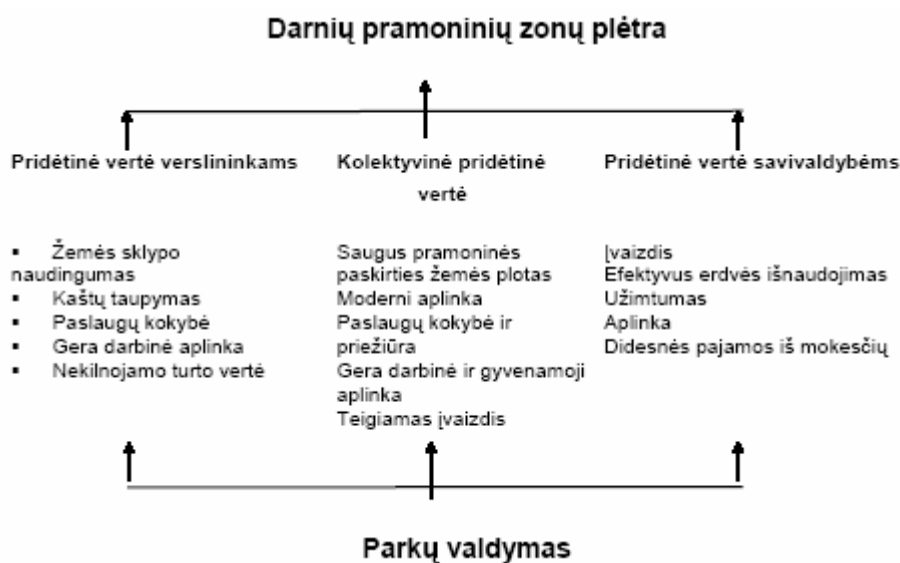 Darnių pramoninių zonų plėtra
Pridėtinė vertė verslininkams
Kolektyvinė pridėtinė
vertė
Pridėtinė vertė savivaldybėms
▪ Žemės sklypo
naudingumas
▪ Kaštų taupymas
▪ Paslaugų kokybė
▪ Gera darbinė aplinka
▪ Nekilnojamo turto vertė
Saugus pramoninės
paskirties žemės plotas
Moderni aplinka
Paslaugų kokybė ir
priežiūra
Gera darbinė ir gyvenamoji
aplinka
Teigiamas įvaizdis
Įvaizdis
Efektyvus erdvės išnaudojimas
Užimtumas
Aplinka
Didesnės pajamos iš mokesčių
Parkų valdymas